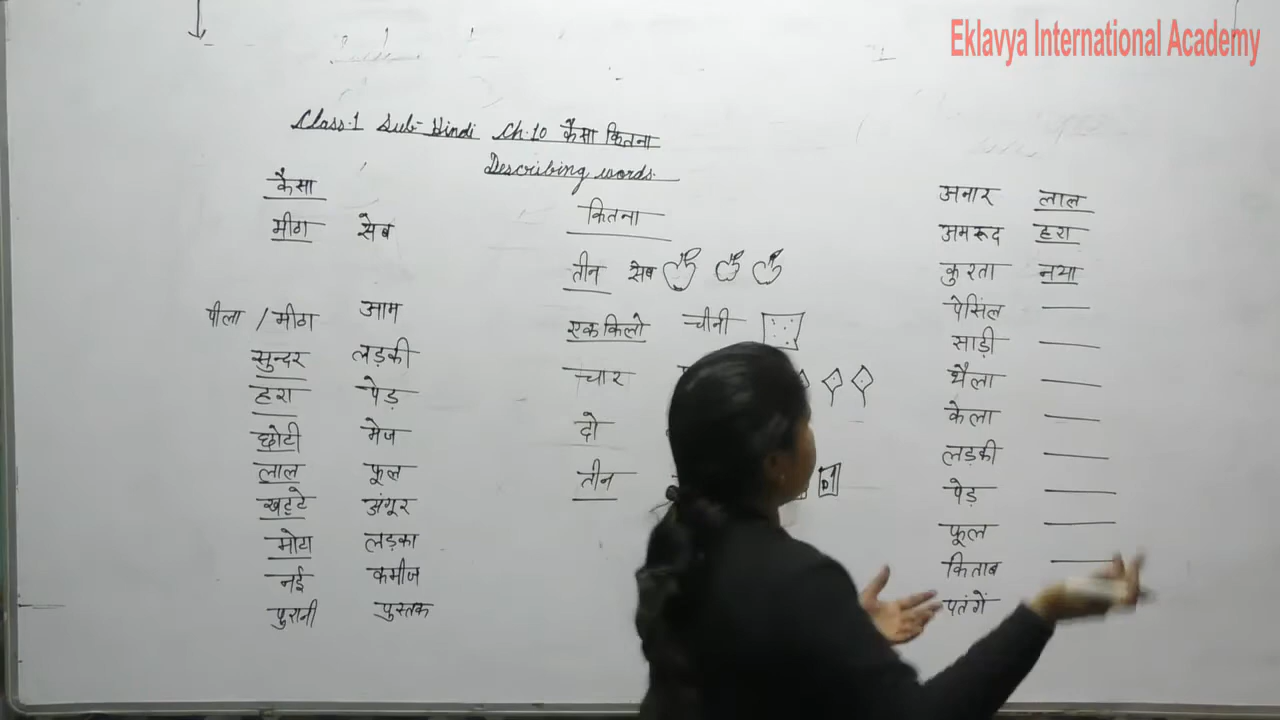 Eklavya International Academy
Class-1 Sub- Hindi Ch.10 कैसा कितना
Describing words.
कैसा
मीठा सेब
पीला / मीठा आम
सुन्दर लड़की
हरा पेड़
छोटी मेज
लाल फूल
खट्टे अंगूर
मोटा लड़का
नई कमीज
पुरानी पुस्तक
कितना
तीन सेब
एक किलो चीनी
चार
दो
तीन
अनार लाल
अमरूद हरा
कुरता नया
पेंसिल
साड़ी
थैला
केला
लड़की
पेड़
फूल
किताब
पतंगें